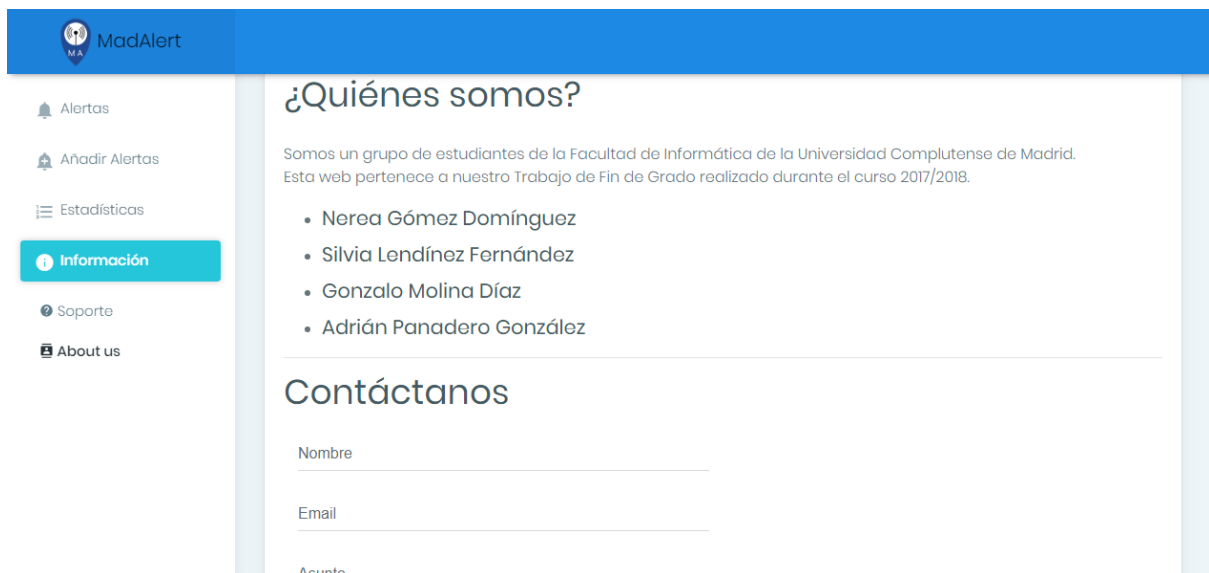 MA
MadAlert
Alertas
Añadir Alertas
Estadísticas
Información
Soporte
About us
¿Quiénes somos?
Somos un grupo de estudiantes de la Facultad de Informática de la Universidad Complutense de Madrid.
Esta web pertenece a nuestro Trabajo de Fin de Grado realizado durante el curso 2017/2018.
• Nerea Gómez Domínguez
• Silvia Lendínez Fernández
• Gonzalo Molina Díaz
• Adrián Panadero González
Contáctanos
Nombre
Email
Asunto